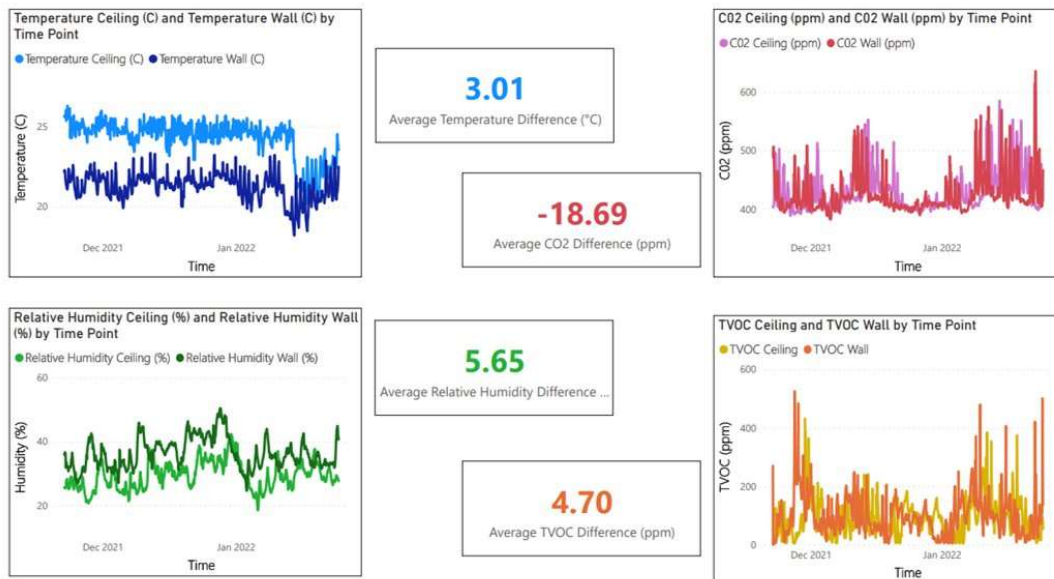 Temperature Ceiling (C) and Temperature Wall (C) by
Time Point
Temperature Ceiling (C) Temperature Wall (C)
Temperature (C)
25
20
Dec 2021 Jan 2022
Time
3.01
Average Temperature Difference (°C)
-18.69
Average CO2 Difference (ppm)
C02 Ceiling (ppm) and C02 Wall (ppm) by Time Point
C02 Ceiling (ppm) C02 Wall (ppm)
C02 (ppm)
600
500
400
Dec 2021 Jan 2022
Time
Relative Humidity Ceiling (%) and Relative Humidity Wall
(%) by Time Point
Relative Humidity Ceiling (%) Relative Humidity Wall (%)
Humidity (%)
60
40
20
Dec 2021 Jan 2022
Time
5.65
Average Relative Humidity Difference ...
4.70
Average TVOC Difference (ppm)
TVOC Ceiling and TVOC Wall by Time Point
TVOC Ceiling TVOC Wall
TVOC (ppm)
600
400
200
0
Dec 2021 Jan 2022
Time